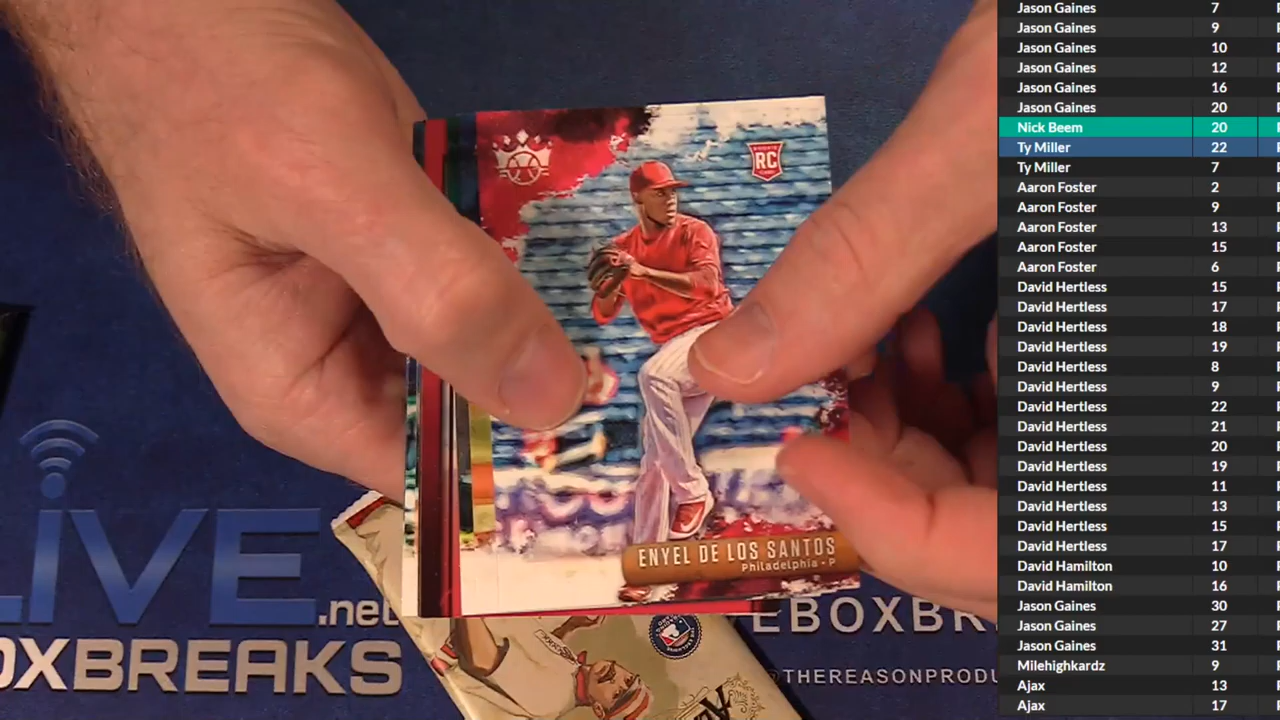 RC
ENYEL DE LOS SANTOS
Philadelphia - P
LIVE
.net
OXBREAKS
EBOXBR
THEREASONPRODU
Jason Gaines 7
Jason Gaines 9
Jason Gaines 10
Jason Gaines 12
Jason Gaines 16
Jason Gaines 20
Nick Beem 20
Ty Miller 22
Ty Miller 7
Aaron Foster 2
Aaron Foster 9
Aaron Foster 13
Aaron Foster 15
Aaron Foster 6
David Hertless 15
David Hertless 17
David Hertless 18
David Hertless 19
David Hertless 8
David Hertless 9
David Hertless 22
David Hertless 21
David Hertless 20
David Hertless 19
David Hertless 11
David Hertless 13
David Hertless 15
David Hertless 17
David Hamilton 10
David Hamilton 16
Jason Gaines 30
Jason Gaines 27
Jason Gaines 31
Milehighkardz 9
Ajax 13
Ajax 17